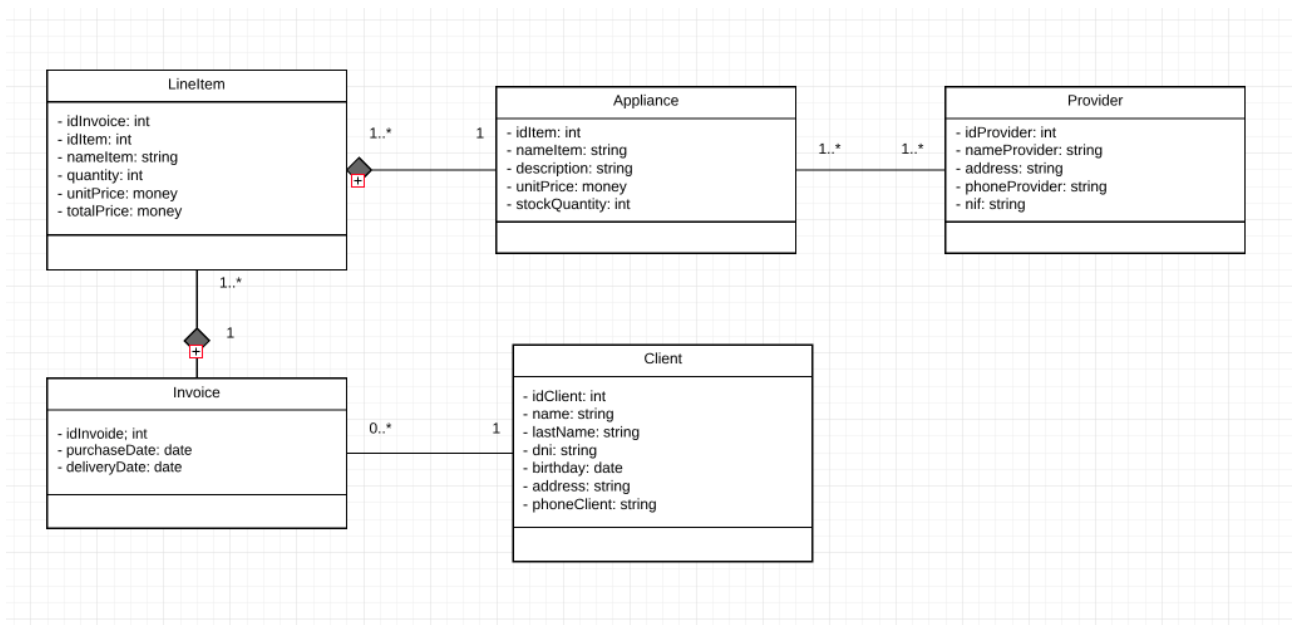 LineItem
- idInvoice: int
- idItem: int
- nameItem: string
- quantity: int
- unitPrice: money
- totalPrice: money
1..*
1
Appliance
- idItem: int
- nameItem: string
- description: string
- unitPrice: money
- stockQuantity: int
1..*
1..*
Provider
- idProvider: int
- nameProvider: string
- address: string
- phoneProvider: string
- nif: string
1..*
1
Invoice
- idInvoide; int
- purchaseDate: date
- deliveryDate: date
0..*
1
Client
- idClient: int
- name: string
- lastName: string
- dni: string
- birthday: date
- address: string
- phoneClient: string